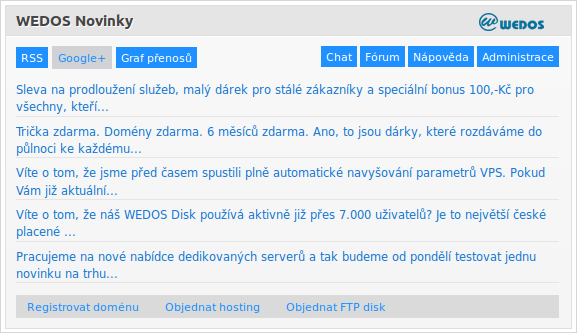 WEDOS Novinky
WEDOS
RSS Google+ Graf přenosů Chat Fórum Nápověda Administrace
Sleva na prodloužení služeb, malý dárek pro stálé zákazníky a speciální bonus 100,-Kč pro
všechny, kteří...
Trička zdarma. Domény zdarma. 6 měsíců zdarma. Ano, to jsou dárky, které rozdáváme do
půlnoci ke každému...
Víte o tom, že jsme před časem spustili plně automatické navyšování parametrů VPS. Pokud
Vám již aktuální...
Víte o tom, že náš WEDOS Disk používá aktivně již přes 7.000 uživatelů? Je to největší české
placené ...
Pracujeme na nové nabídce dedikovaných serverů a tak budeme od pondělí testovat jednu
novinku na trhu...
Registrovat doménu Objednat hosting Objednat FTP disk